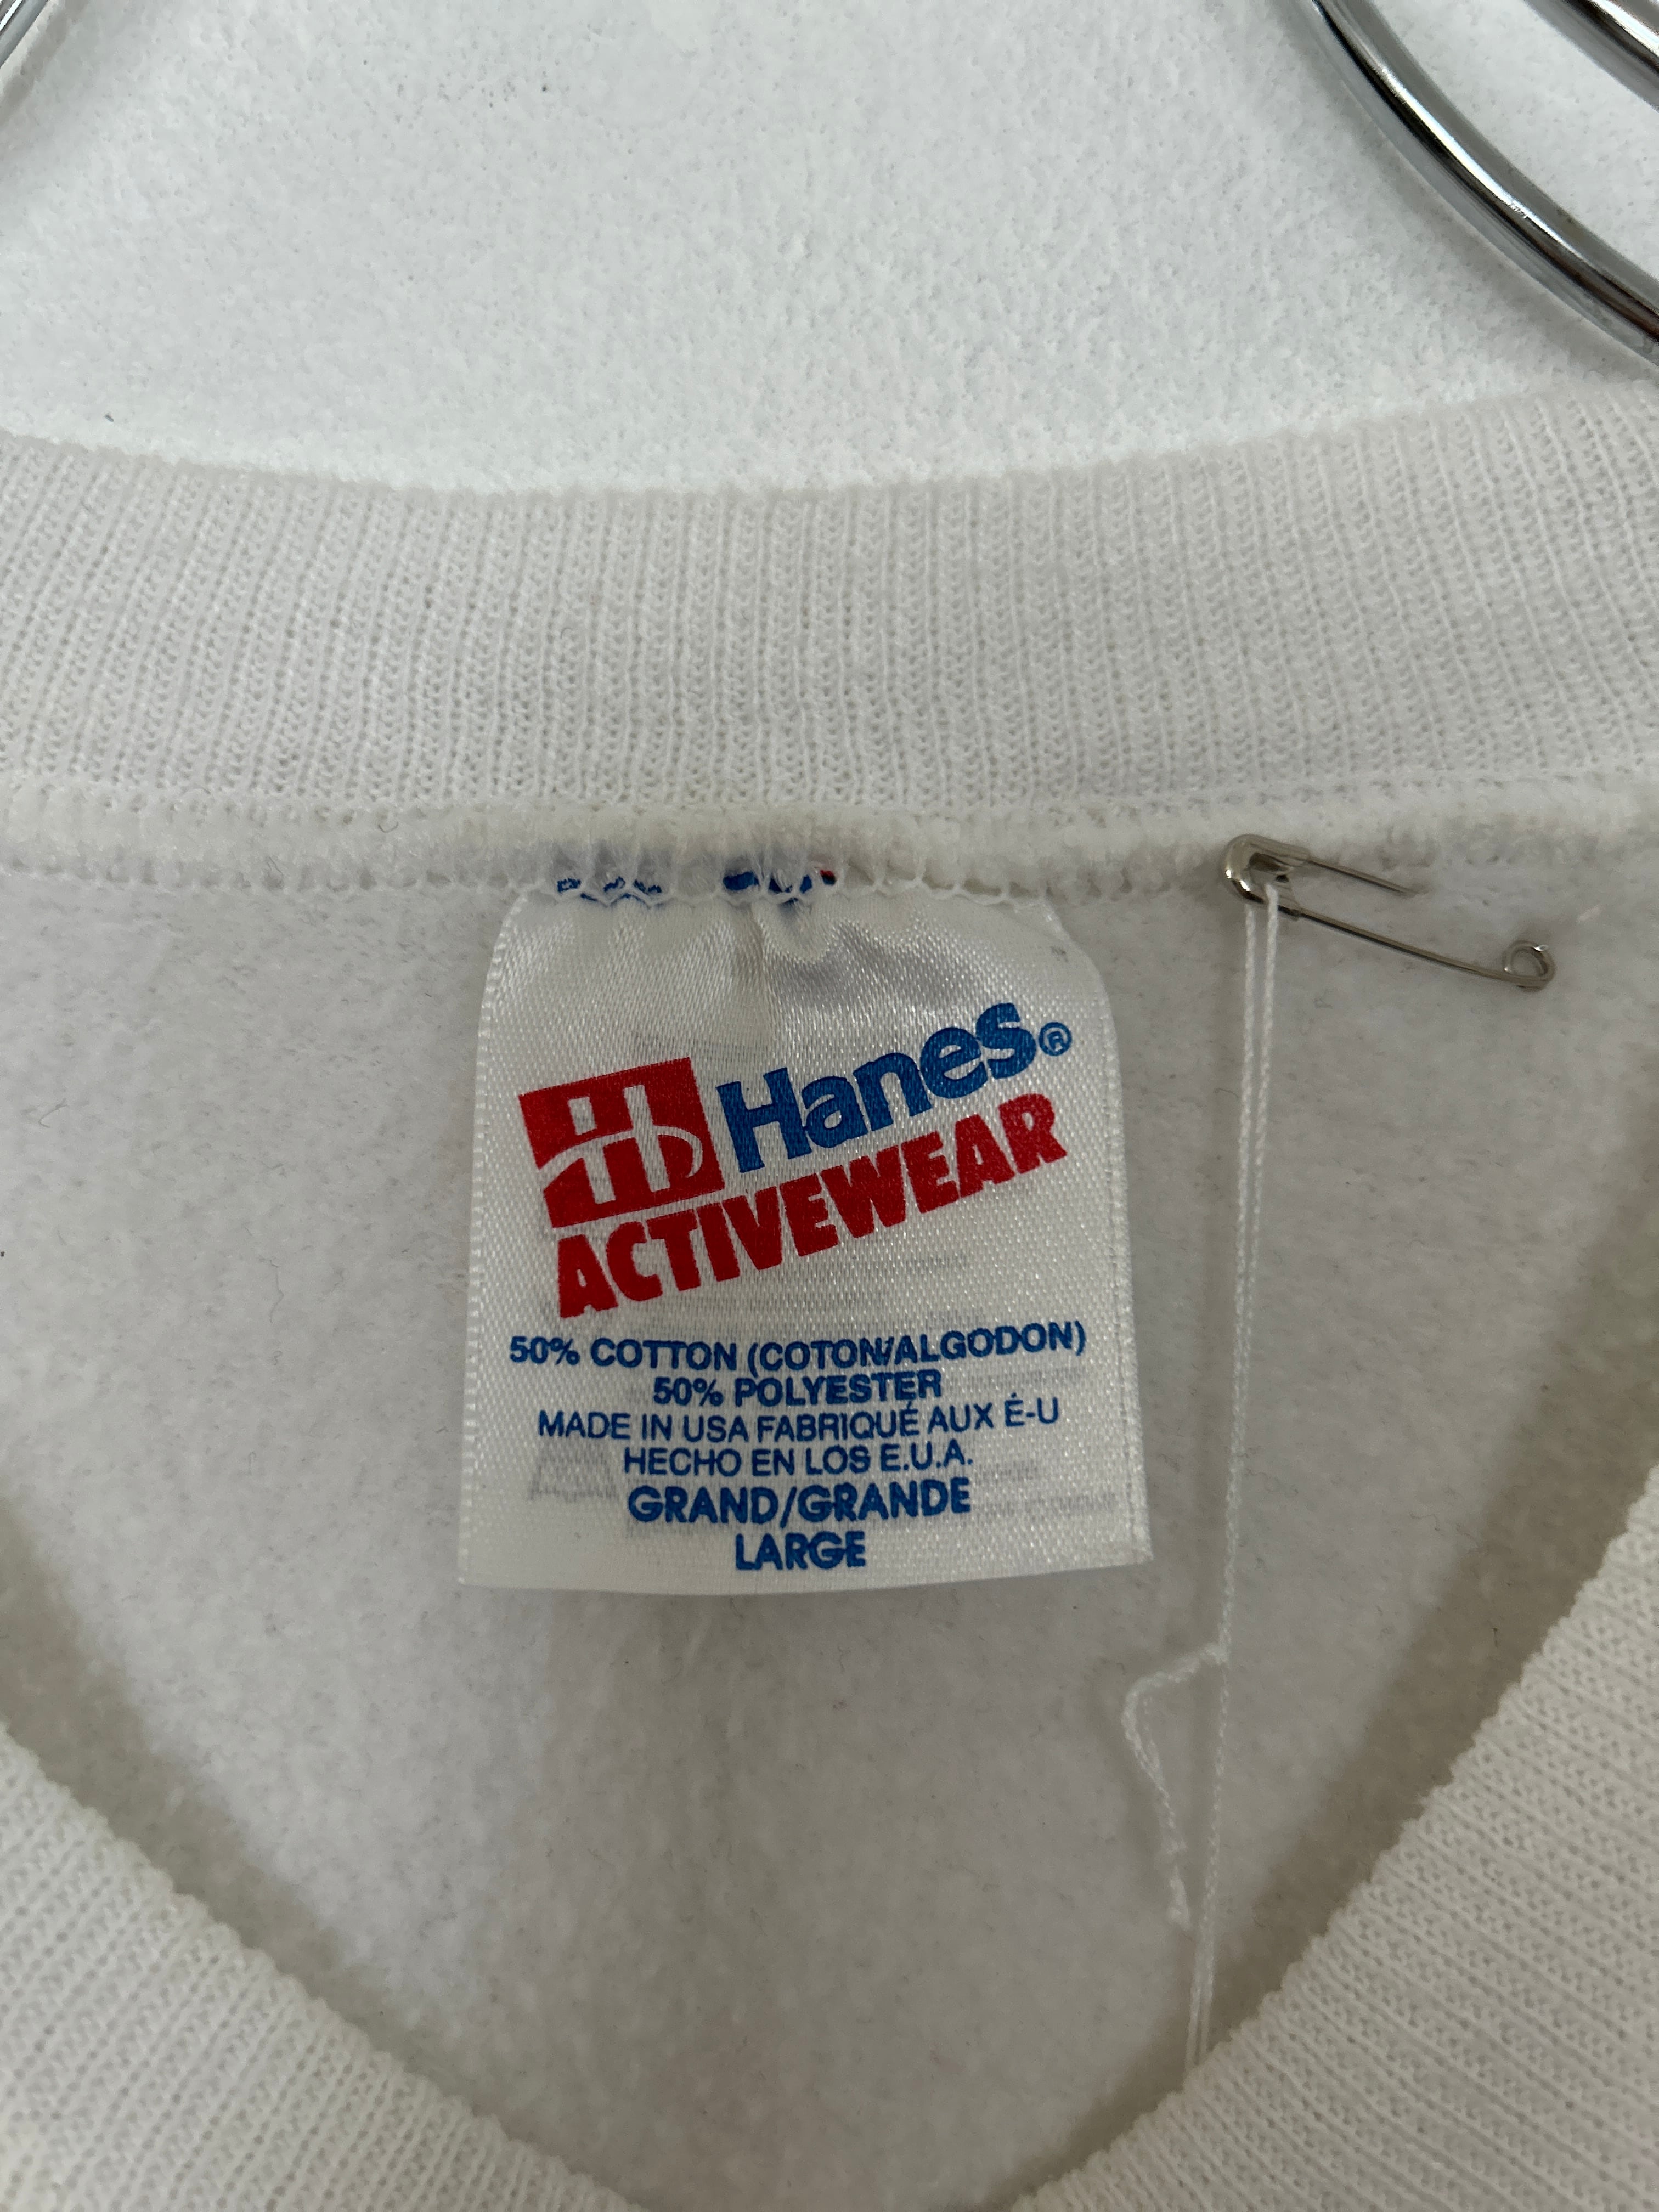 Hanes®
ACTIVEWEAR
50% COTTON (COTON/ALGODON)
50% POLYESTER
MADE IN USA FABRIQUÉ AUX É-U
HECHO EN LOS E.U.A.
GRAND/GRANDE
LARGE